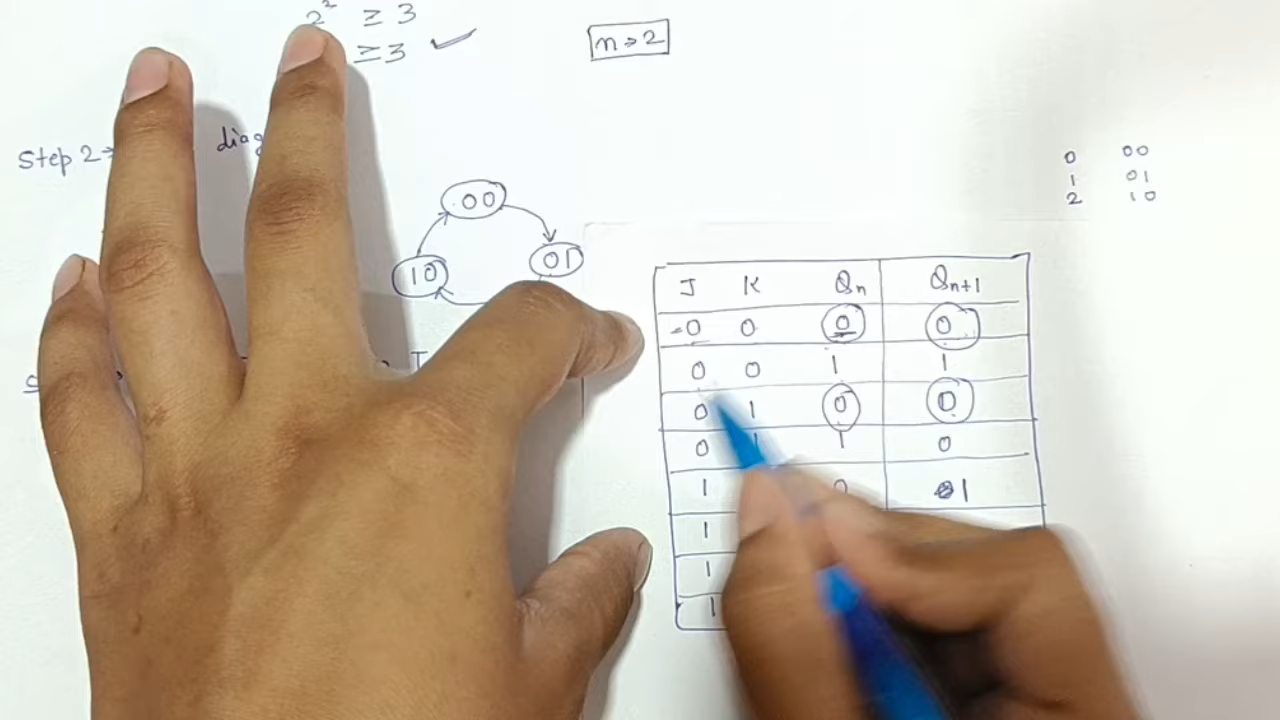 2² ≥ 3
≥3 ✓
n → 2
Step 2→
0 00
1 01
2 10
00
10 01
J K Qn Qn+1
0 0 0 0
0 0 1 1
0 1 0 0
0 1 1 0
1 0 1
1
1
1